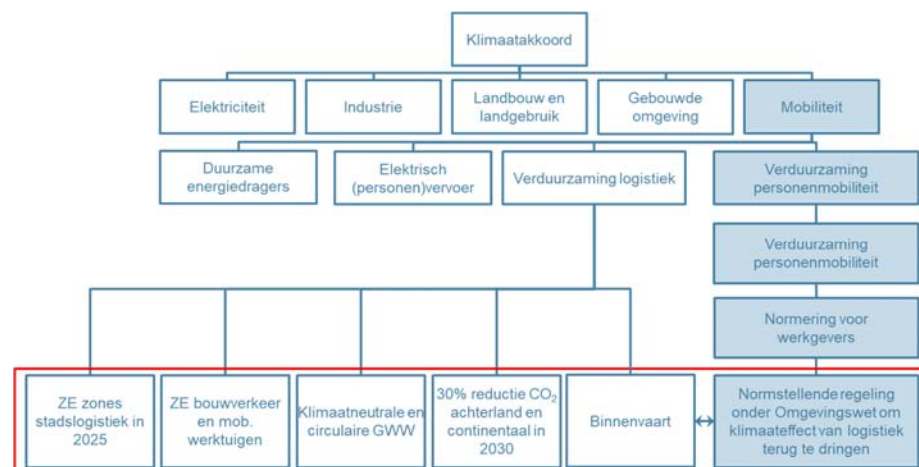 Klimaatakkoord
Elektriciteit
Industrie
Landbouw en
landgebruik
Gebouwde
omgeving
Mobiliteit
Duurzame
energiedragers
Elektrisch
(personen)vervoer
Verduurzaming logistiek
Verduurzaming
personenmobiliteit
Verduurzaming
personenmobiliteit
Normering voor
werkgevers
ZE zones
stadslogistiek in
2025
ZE bouwverkeer
en mob.
werktuigen
Klimaatneutrale en
circulaire GWW
30% reductie CO₂
achterland en
continentaal in
2030
Binnenvaart
Normstellende regeling
onder Omgevingswet om
klimaateffect van logistiek
terug te dringen